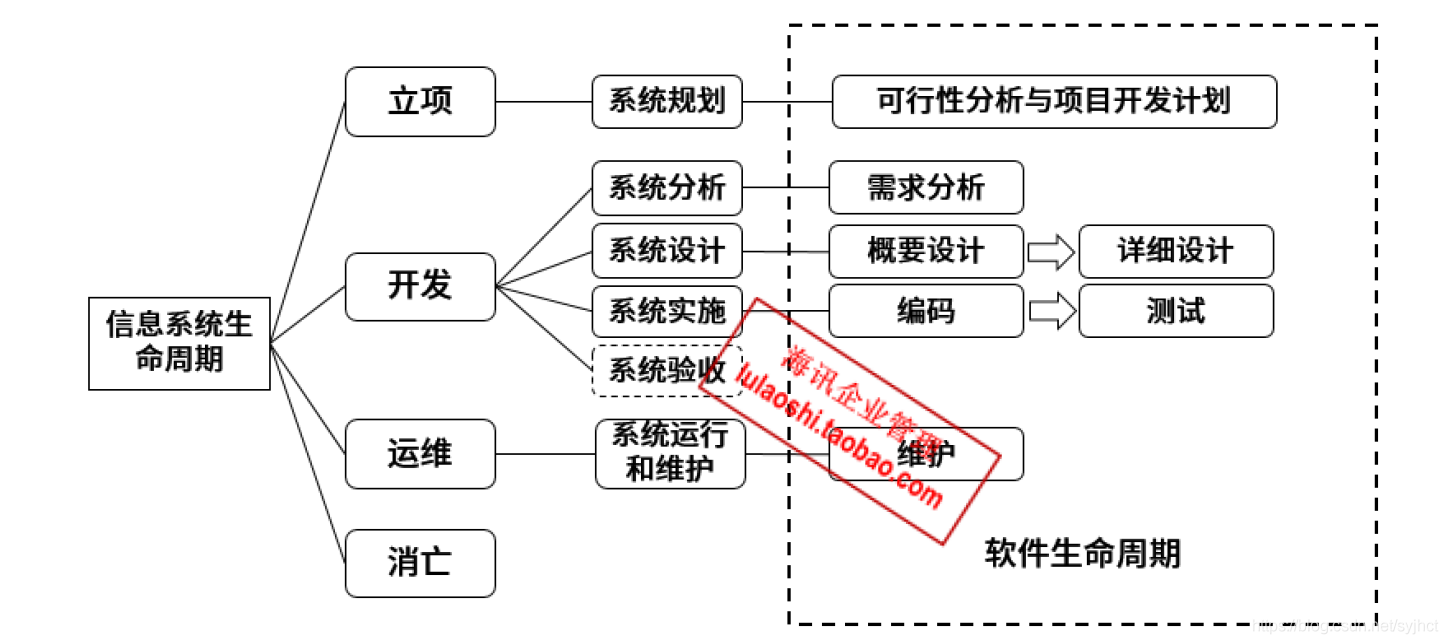 立项
系统规划
可行性分析与项目开发计划
系统分析
需求分析
开发
系统设计
概要设计
详细设计
系统实施
编码
测试
信息系统生
命周期
系统验收
海讯企业管理
lulaoshi.taobao.com
运维
系统运行
和维护
维护
消亡
软件生命周期
https://blog.csdn.net/syjhct